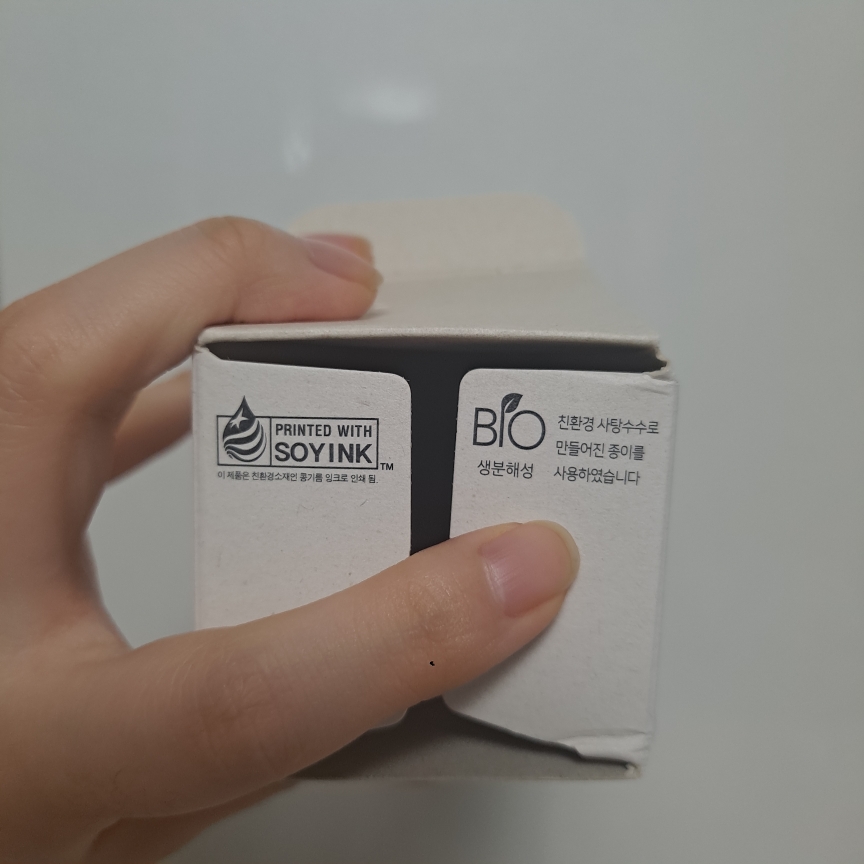 PRINTED WITH
SOY INK™
이 제품은 친환경소재인 콩기름 잉크로 인쇄 됨.
BIO
생분해성
친환경 사탕수수로
만들어진 종이를
사용하였습니다